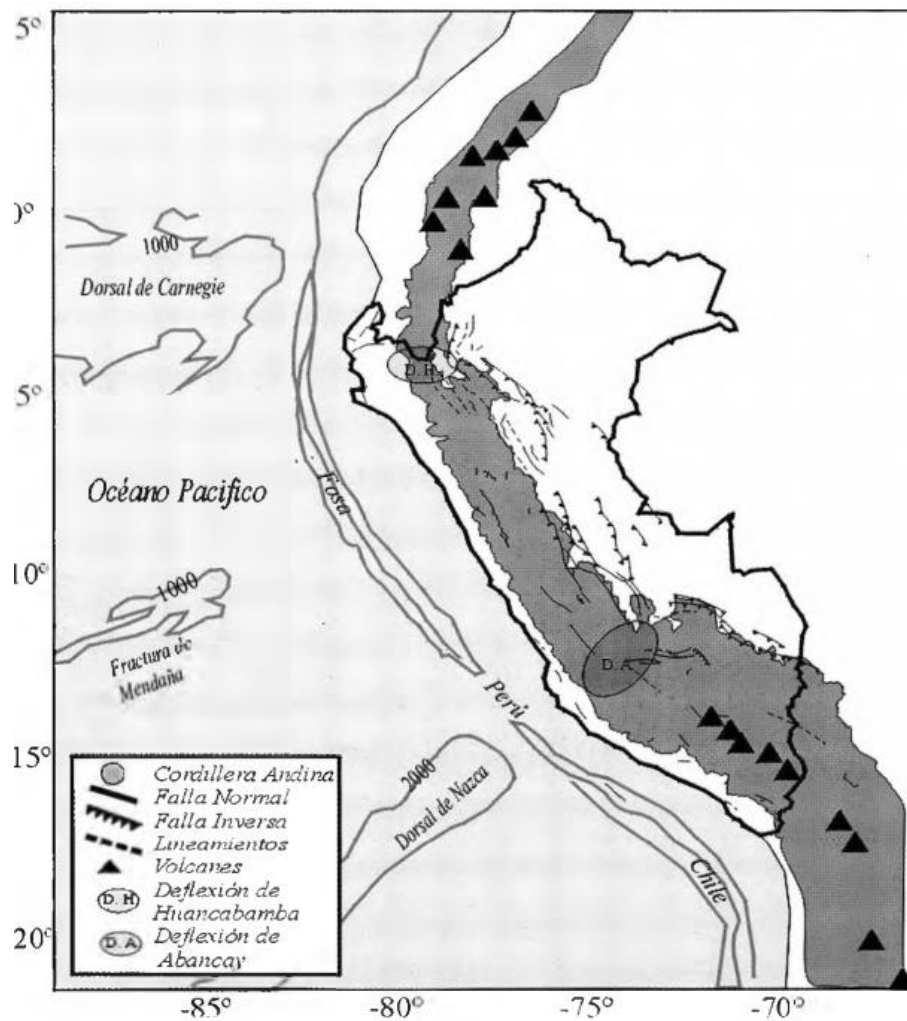 5°
0°
1000
Dorsal de Carnegie
D. H.
5°
Océano Pacifico
Fosa
10°
1000
Fractura de
Mendaña
D. A.
Perú
15°
2000
Dorsal de Nazca
Chile
Cordillera Andina
Falla Normal
Falla Inversa
Lineamientos
Volcanes
D. H
Deflexión de
Huancabamba
D. A
Deflexión de
Abancay
20°
-85°
-80°
-75°
-70°